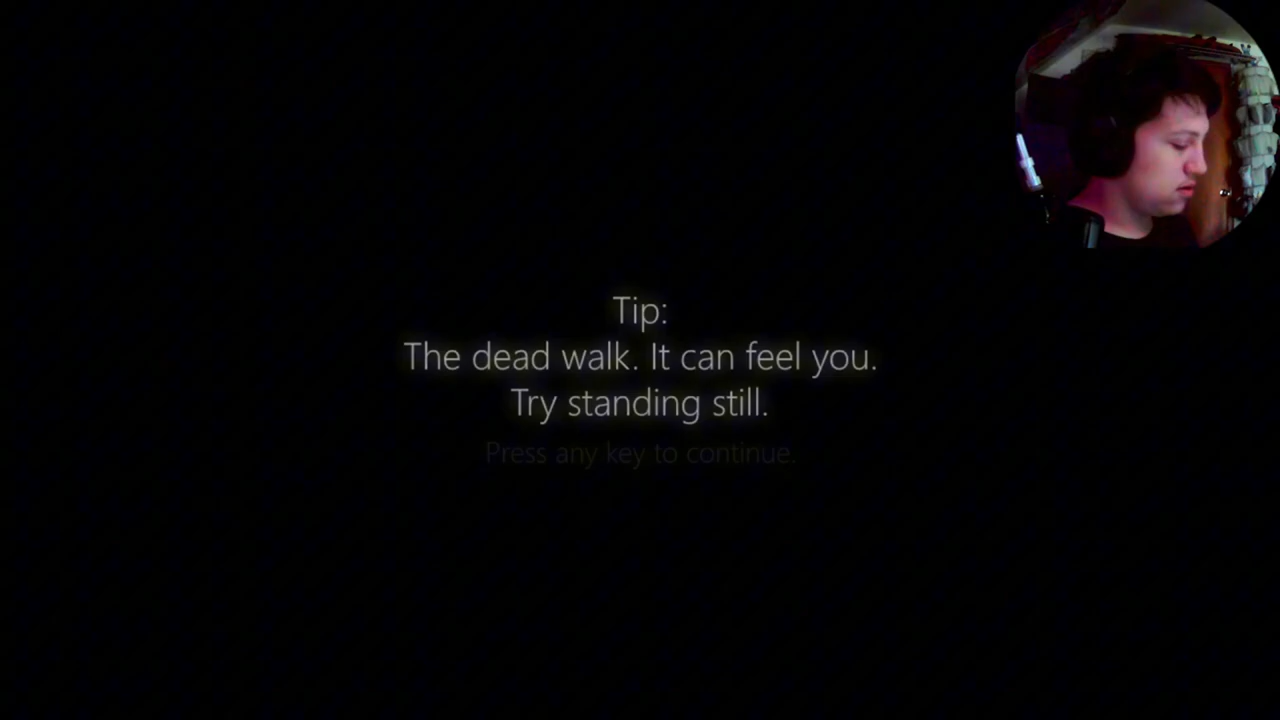 Tip:
The dead walk. It can feel you.
Try standing still.
Press any key to continue.